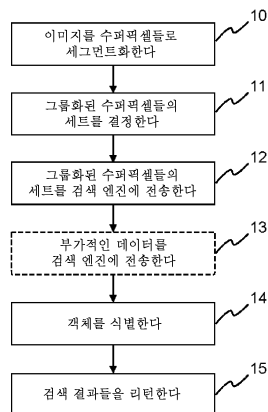 10
이미지를 수퍼픽셀들로
세그먼트화한다
11
그룹화된 수퍼픽셀들의
세트를 결정한다
12
그룹화된 수퍼픽셀들의
세트를 검색 엔진에 전송한다
13
부가적인 데이터를
검색 엔진에 전송한다
14
객체를 식별한다
15
검색 결과들을 리턴한다